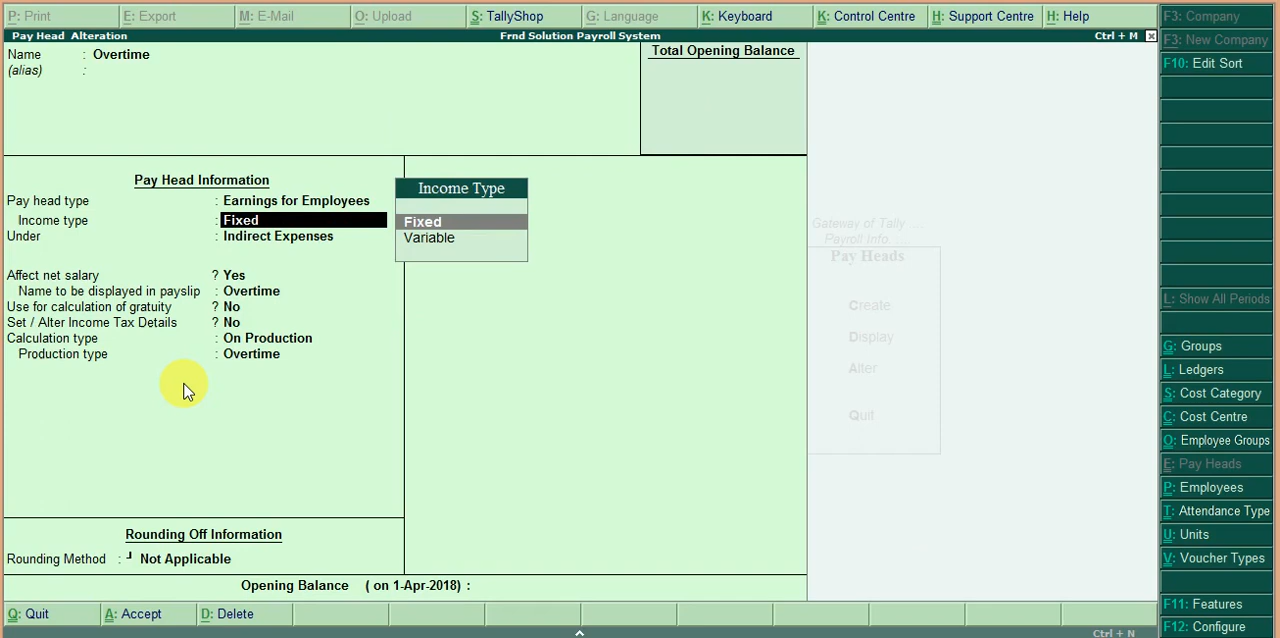 P: Print E: Export M: E-Mail O: Upload S: TallyShop G: Language K: Keyboard K: Control Centre H: Support Centre H: Help
Pay Head Alteration Frnd Solution Payroll System Ctrl + M
Name : Overtime
(alias) :
Total Opening Balance
Pay Head Information
Pay head type : Earnings for Employees
Income type : Fixed
Under : Indirect Expenses
Affect net salary ? Yes
Name to be displayed in payslip : Overtime
Use for calculation of gratuity ? No
Set / Alter Income Tax Details ? No
Calculation type : On Production
Production type : Overtime
Income Type
Fixed
Variable
Gateway of Tally .....
Payroll Info. ....
Pay Heads
Create
Display
Alter
Quit
Rounding Off Information
Rounding Method : ┘ Not Applicable
Opening Balance ( on 1-Apr-2018) :
Q: Quit A: Accept D: Delete
Ctrl + N
F3: Company
F3: New Company
F10: Edit Sort
L: Show All Periods
G: Groups
L: Ledgers
S: Cost Category
C: Cost Centre
O: Employee Groups
E: Pay Heads
P: Employees
T: Attendance Type
U: Units
V: Voucher Types
F11: Features
F12: Configure